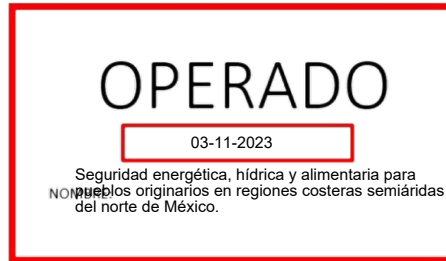 OPERADO
03-11-2023
Seguridad energética, hídrica y alimentaria para
NOMBRE: pueblos originarios en regiones costeras semiáridas
del norte de México.